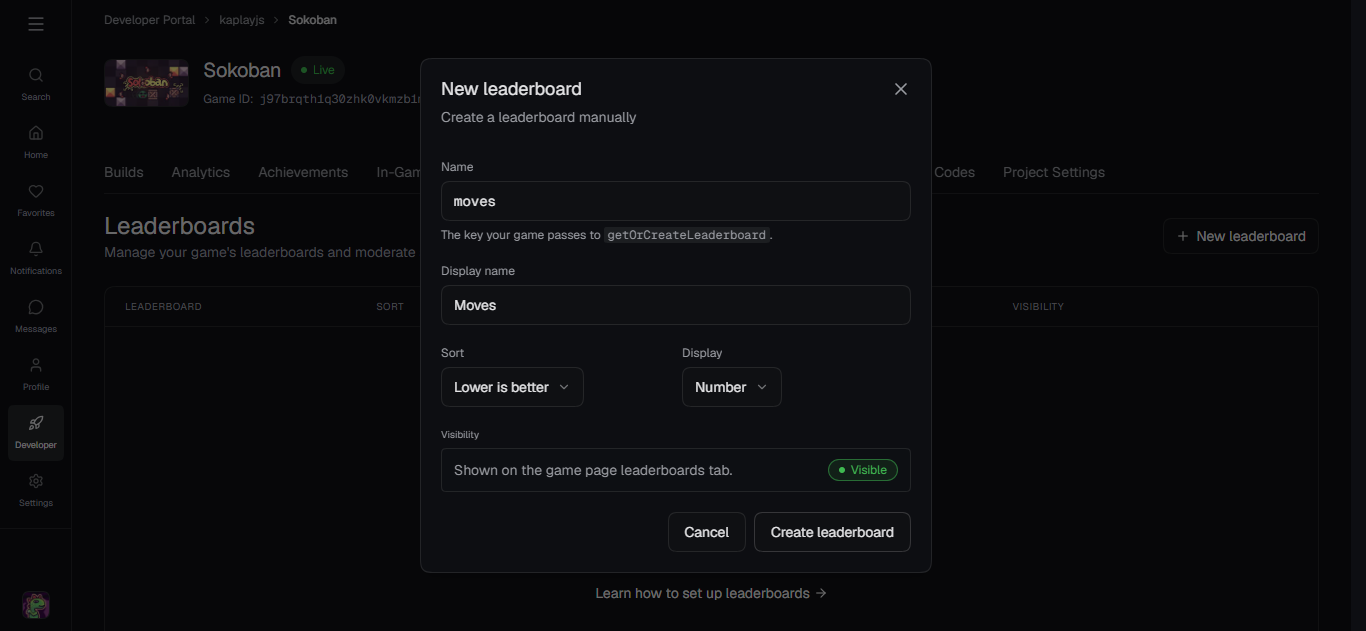 Developer Portal > kaplayjs > Sokoban
Sokoban
Live
Game ID:
Search
Home
Favorites
Notifications
Messages
Profile
Developer
Settings
Builds Analytics Achievements In-Gam Codes Project Settings
Leaderboards
Manage your game's leaderboards and moderate
+ New leaderboard
LEADERBOARD SORT VISIBILITY
New leaderboard
Create a leaderboard manually
Name
moves
The key your game passes to getOrCreateLeaderboard.
Display name
Moves
Sort Display
Lower is better Number
Visibility
Shown on the game page leaderboards tab. Visible
Cancel Create leaderboard
Learn how to set up leaderboards →